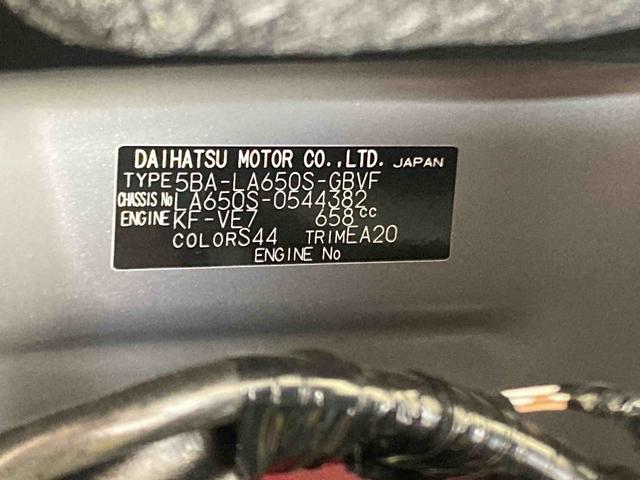 DAIHATSU MOTOR CO.,LTD. JAPAN
TYPE 5BA-LA650S-GBVF
CHASSIS No LA650S-0544382
ENGINE KF-VE7 658cc
COLOR S44 TRIM EA20
ENGINE No